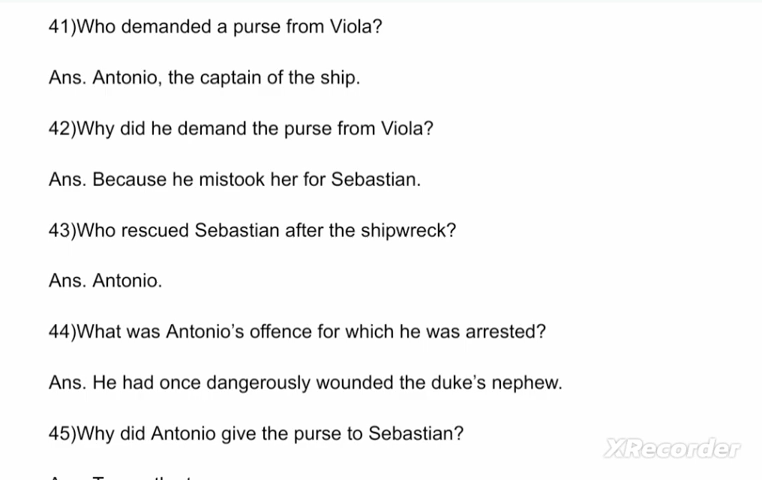 41)Who demanded a purse from Viola?
Ans. Antonio, the captain of the ship.
42)Why did he demand the purse from Viola?
Ans. Because he mistook her for Sebastian.
43)Who rescued Sebastian after the shipwreck?
Ans. Antonio.
44)What was Antonio's offence for which he was arrested?
Ans. He had once dangerously wounded the duke's nephew.
45)Why did Antonio give the purse to Sebastian?
XRecorder